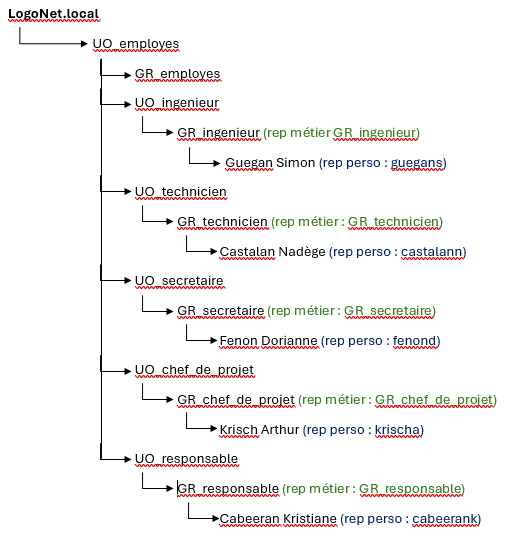 LogoNet.local
UO_employes
GR_employes
UO_ingenieur
GR_ingenieur (rep métier GR_ingenieur)
Guegan Simon (rep perso : guegans)
UO_technicien
GR_technicien (rep métier : GR_technicien)
Castalan Nadège (rep perso : castalann)
UO_secretaire
GR_secretaire (rep métier : GR_secretaire)
Fenon Dorianne (rep perso : fenond)
UO_chef_de_projet
GR_chef_de_projet (rep métier : GR_chef_de_projet)
Krisch Arthur (rep perso : krischa)
UO_responsable
GR_responsable (rep métier : GR_responsable)
Cabeeran Kristiane (rep perso : cabeerank)